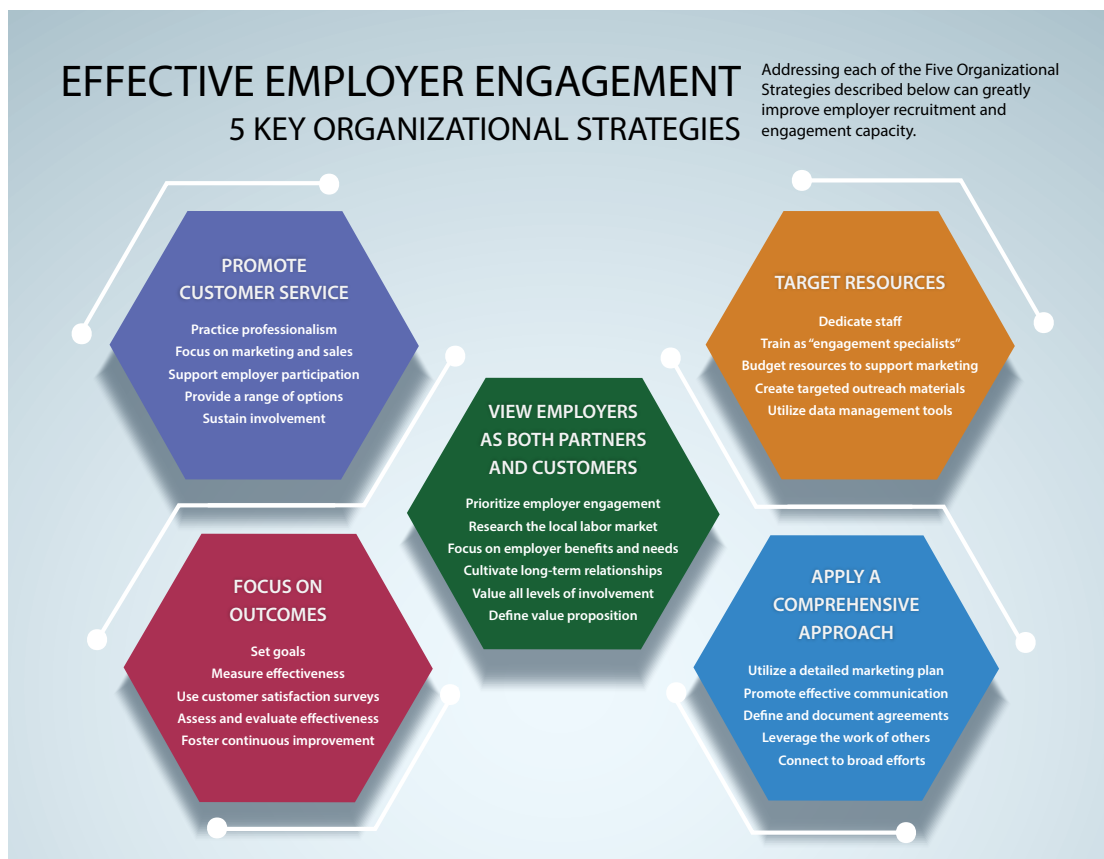 EFFECTIVE EMPLOYER ENGAGEMENT
5 KEY ORGANIZATIONAL STRATEGIES
Addressing each of the Five Organizational
Strategies described below can greatly
improve employer recruitment and
engagement capacity.
PROMOTE
CUSTOMER SERVICE
Practice professionalism
Focus on marketing and sales
Support employer participation
Provide a range of options
Sustain involvement
TARGET RESOURCES
Dedicate staff
Train as “engagement specialists”
Budget resources to support marketing
Create targeted outreach materials
Utilize data management tools
VIEW EMPLOYERS
AS BOTH PARTNERS
AND CUSTOMERS
Prioritize employer engagement
Research the local labor market
Focus on employer benefits and needs
Cultivate long-term relationships
Value all levels of involvement
Define value proposition
FOCUS ON
OUTCOMES
Set goals
Measure effectiveness
Use customer satisfaction surveys
Assess and evaluate effectiveness
Foster continuous improvement
APPLY A
COMPREHENSIVE
APPROACH
Utilize a detailed marketing plan
Promote effective communication
Define and document agreements
Leverage the work of others
Connect to broad efforts